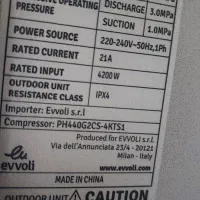 OPERATING DISCHARGE 3.0MPa
PRESSURE SUCTION 1.0MPa
POWER SOURCE 220-240V~50Hz,1Ph
RATED CURRENT 21A
RATED INPUT 4200W
OUTDOOR UNIT
RESISTANCE CLASS IPX4
Importer: Evvoli s.r.l
Compressor: PH440G2CS-4KTS1
Produced for EVVOLI s.r.l.
Via dell'Annunciata 23/4 - 20121
Milan - Italy
evvoli www.evvoli.com
MADE IN CHINA
OUTDOOR UNIT CAUTION